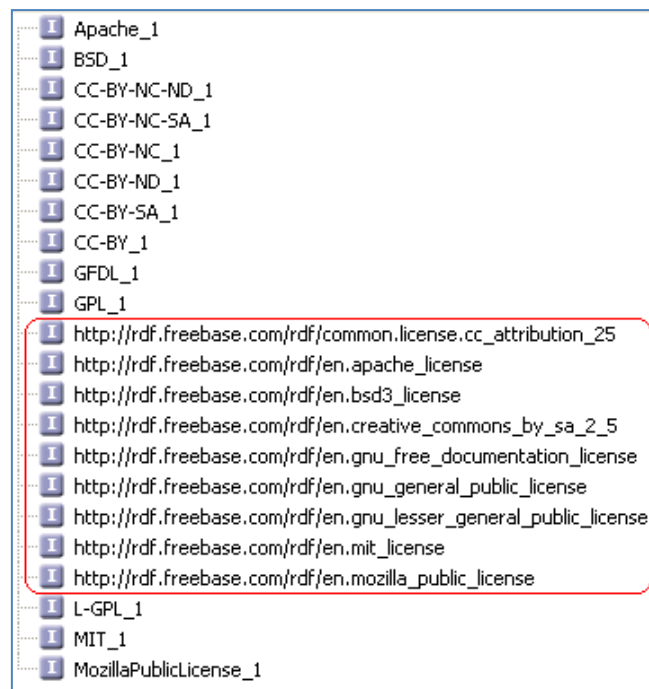 Apache_1
BSD_1
CC-BY-NC-ND_1
CC-BY-NC-SA_1
CC-BY-NC_1
CC-BY-ND_1
CC-BY-SA_1
CC-BY_1
GFDL_1
GPL_1
http://rdf.freebase.com/rdf/common.license.cc_attribution_25
http://rdf.freebase.com/rdf/en.apache_license
http://rdf.freebase.com/rdf/en.bsd3_license
http://rdf.freebase.com/rdf/en.creative_commons_by_sa_2_5
http://rdf.freebase.com/rdf/en.gnu_free_documentation_license
http://rdf.freebase.com/rdf/en.gnu_general_public_license
http://rdf.freebase.com/rdf/en.gnu_lesser_general_public_license
http://rdf.freebase.com/rdf/en.mit_license
http://rdf.freebase.com/rdf/en.mozilla_public_license
L-GPL_1
MIT_1
MozillaPublicLicense_1